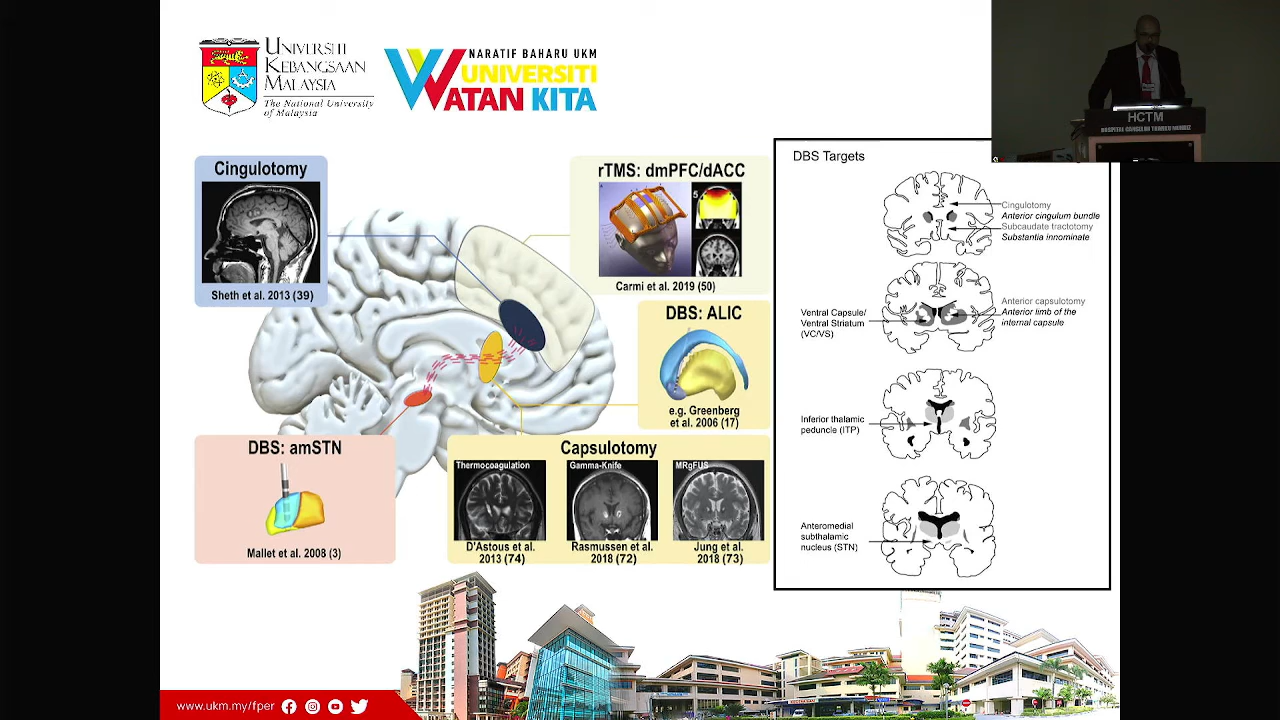 UNIVERSITI
KEBANGSAAN
MALAYSIA
The National University
of Malaysia
NARATIF BAHARU UKM
UNIVERSITI
WATAN KITA
HCTM
Cingulotomy
Sheth et al. 2013 (39)
rTMS: dmPFC/dACC
5
Carmi et al. 2019 (50)
DBS: ALIC
e.g. Greenberg
et al. 2006 (17)
DBS: amSTN
Mallet et al. 2008 (3)
Capsulotomy
Thermocoagulation
Gamma-Knife
MRgFUS
D'Astous et al.
2013 (74)
Rasmussen et al.
2018 (72)
Jung et al.
2018 (73)
DBS Targets
Cingulotomy
Anterior cingulum bundle
Subcaudate tractotomy
Substantia innominate
Ventral Capsule/
Ventral Striatum
(VC/VS)
Anterior capsulotomy
Anterior limb of the
internal capsule
Inferior thalamic
peduncle (ITP)
Anteromedial
subthalamic
nucleus (STN)
www.ukm.my/fper